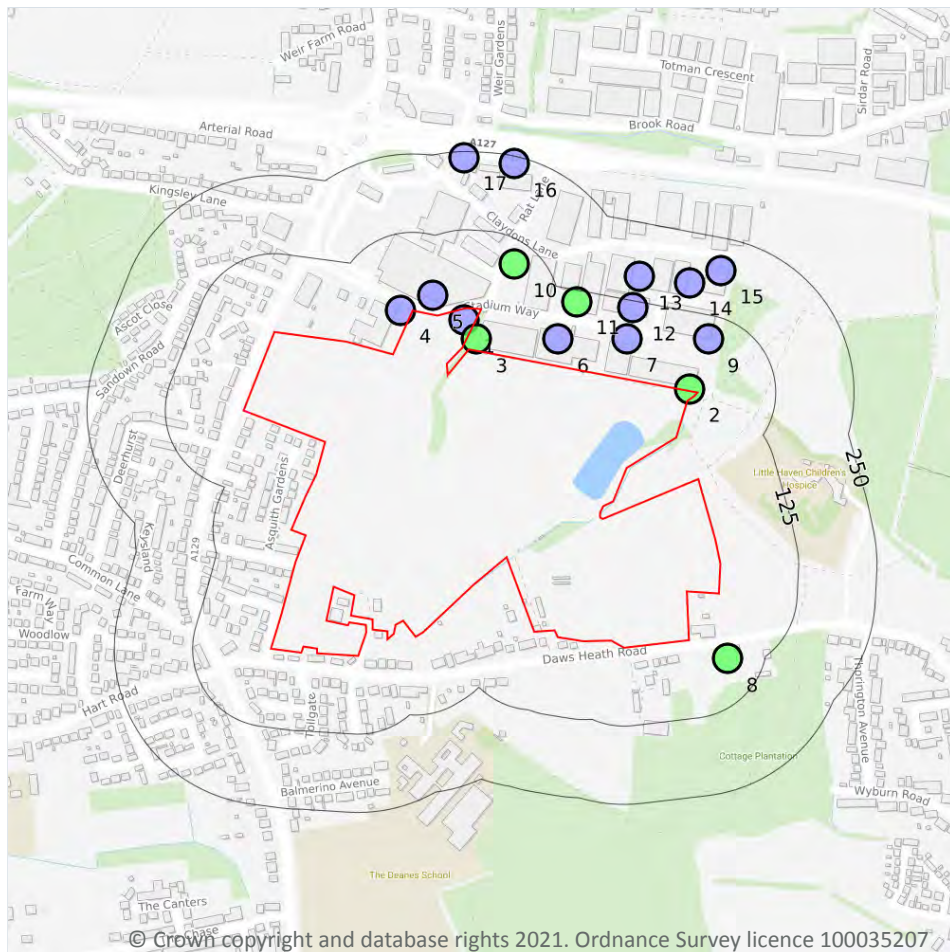 Weir Farm Road
Weir Gardens
Totman Crescent
Sirdar Road
Arterial Road
Brook Road
A127
17
16
Kingsley Lane
Rat Lane
Claydons Lane
10
13
14
15
Ascot Close
Stadium Way
4
5
11
12
Sandown Road
3
6
7
9
2
Deerhurst
Little Haven Children's
Hospice
250
125
Asquith Gardens
Keysland
A129
Common Lane
Farm Way
Woodlow
Daws Heath Road
8
Hart Road
Tollgate
Thorington Avenue
Cottage Plantation
Balmerino Avenue
Wyburn Road
The Deanes School
The Canters
Chase
© Crown copyright and database rights 2021. Ordnance Survey licence 100035207